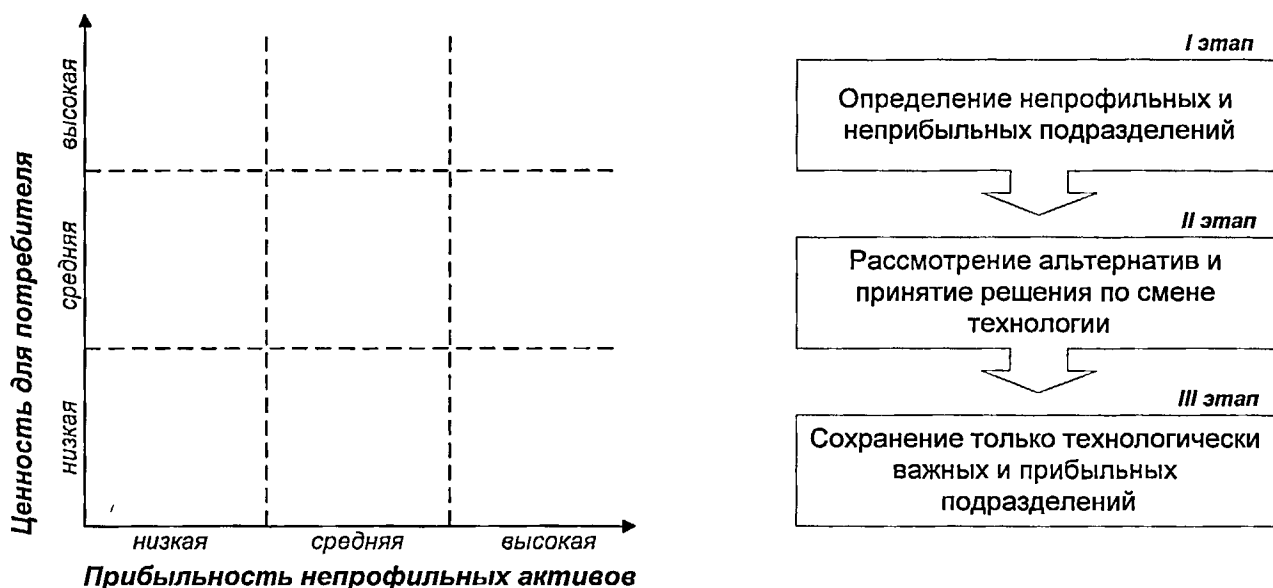 Ценность для потребителя
высокая
средняя
низкая
низкая
средняя
высокая
Прибыльность непрофильных активов
I этап
Определение непрофильных и
неприбыльных подразделений
II этап
Рассмотрение альтернатив и
принятие решения по смене
технологии
III этап
Сохранение только технологически
важных и прибыльных
подразделений